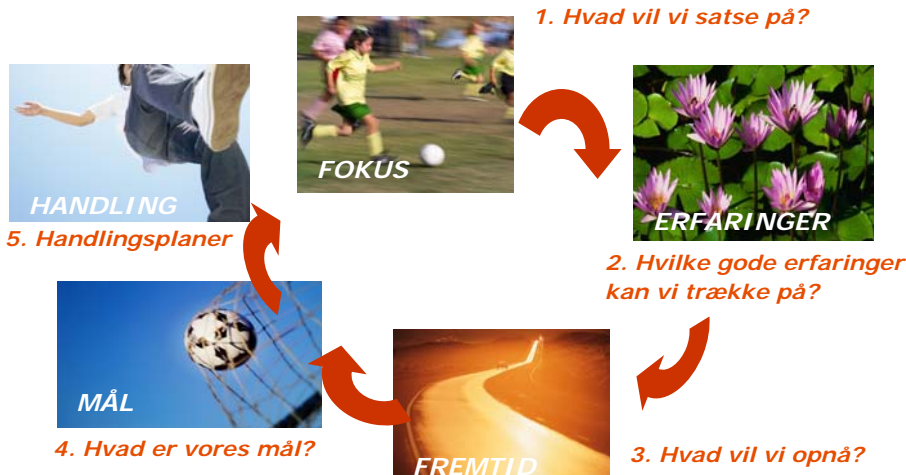 1. Hvad vil vi satse på?
FOKUS
ERFARINGER
2. Hvilke gode erfaringer
kan vi trække på?
FREMTID
3. Hvad vil vi opnå?
MÅL
4. Hvad er vores mål?
HANDLING
5. Handlingsplaner